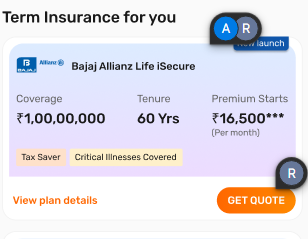 Term Insurance for you
A R
New launch
BAJAJ Allianz Bajaj Allianz Life iSecure
Coverage Tenure Premium Starts
₹1,00,00,000 60 Yrs ₹16,500***
(Per month)
Tax Saver Critical Illnesses Covered
R
View plan details GET QUOTE